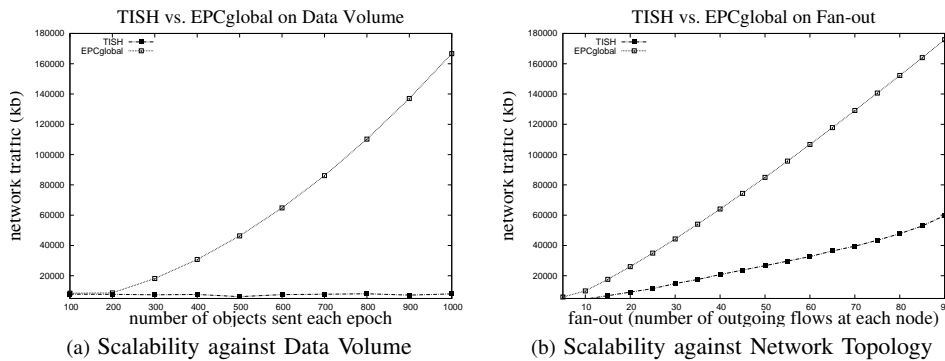 TISH vs. EPCglobal on Data Volume
180000
160000
140000
120000
100000
80000
60000
40000
20000
network traffic (kb)
TISH
EPCglobal
100 200 300 400 500 600 700 800 900 1000
number of objects sent each epoch
(a) Scalability against Data Volume
TISH vs. EPCglobal on Fan-out
180000
160000
140000
120000
100000
80000
60000
40000
20000
network traffic (kb)
TISH
EPCglobal
10 20 30 40 50 60 70 80 90
fan-out (number of outgoing flows at each node)
(b) Scalability against Network Topology